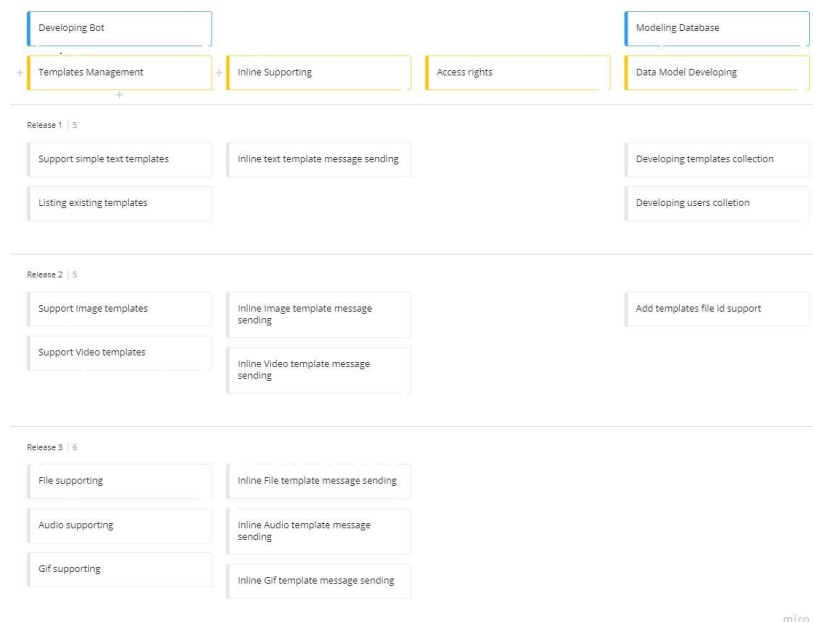 Developing Bot
Modeling Database
Templates Management
Inline Supporting
Access rights
Data Model Developing
Release 1 | 5
Support simple text templates
Inline text template message sending
Developing templates collection
Listing existing templates
Developing users colletion
Release 2 | 5
Support Image templates
Inline Image template message
sending
Add templates file id support
Support Video templates
Inline Video template message
sending
Release 3 | 6
File supporting
Inline File template message sending
Audio supporting
Inline Audio template message
sending
Gif supporting
Inline Gif template message sending
miro